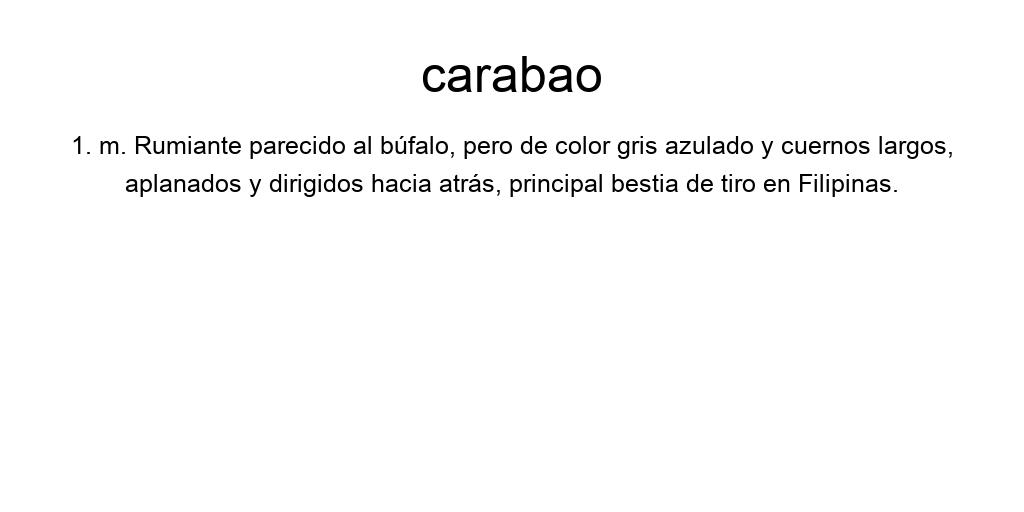 carabao
1. m. Rumiante parecido al búfalo, pero de color gris azulado y cuernos largos,
aplanados y dirigidos hacia atrás, principal bestia de tiro en Filipinas.